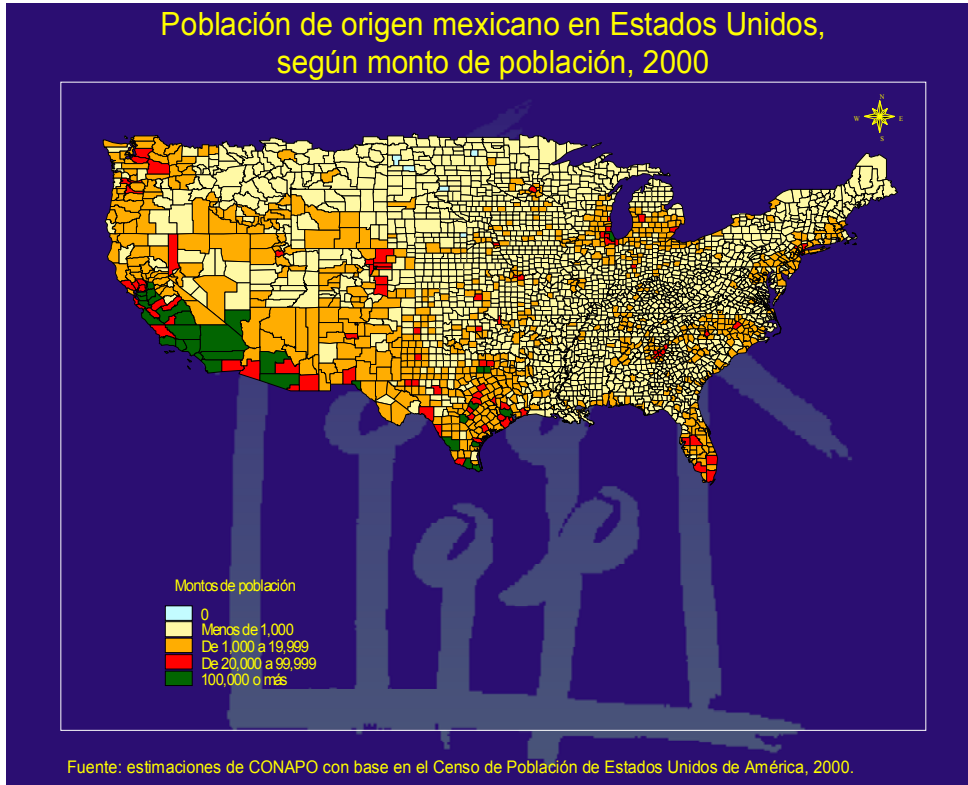 Población de origen mexicano en Estados Unidos,
según monto de población, 2000
N
W E
S
Montos de población
0
Menos de 1,000
De 1,000 a 19,999
De 20,000 a 99,999
100,000 o más
Fuente: estimaciones de CONAPO con base en el Censo de Población de Estados Unidos de América, 2000.